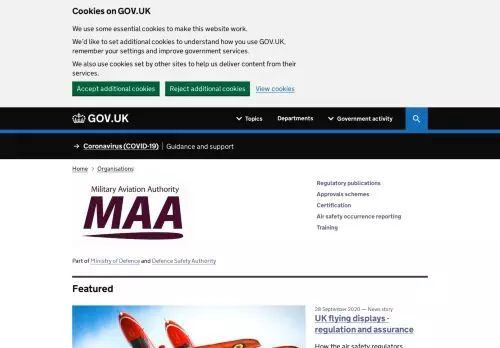 Cookies on GOV.UK
We use some essential cookies to make this website work.
We'd like to set additional cookies to understand how you use GOV.UK,
remember your settings and improve government services.
We also use cookies set by other sites to help us deliver content from their
services.
Accept additional cookies
Reject additional cookies
View cookies
GOV.UK
Topics
Departments
Government activity
→ Coronavirus (COVID-19) | Guidance and support
Home > Organisations
Military Aviation Authority
MAA
Regulatory publications
Approvals schemes
Certification
Air safety occurrence reporting
Training
Part of Ministry of Defence and Defence Safety Authority
Featured
28 September 2020 — News story
UK flying displays -
regulation and assurance
How the air safety regulators